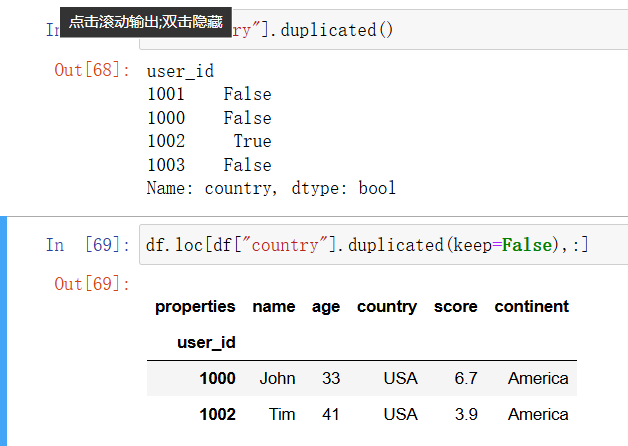 点击滚动输出;双击隐藏
In ry"].duplicated()
Out[68]: user_id
1001 False
1000 False
1002 True
1003 False
Name: country, dtype: bool
In [69]: df.loc[df["country"].duplicated(keep=False),:]
Out[69]:
properties name age country score continent
user_id
1000 John 33 USA 6.7 America
1002 Tim 41 USA 3.9 America